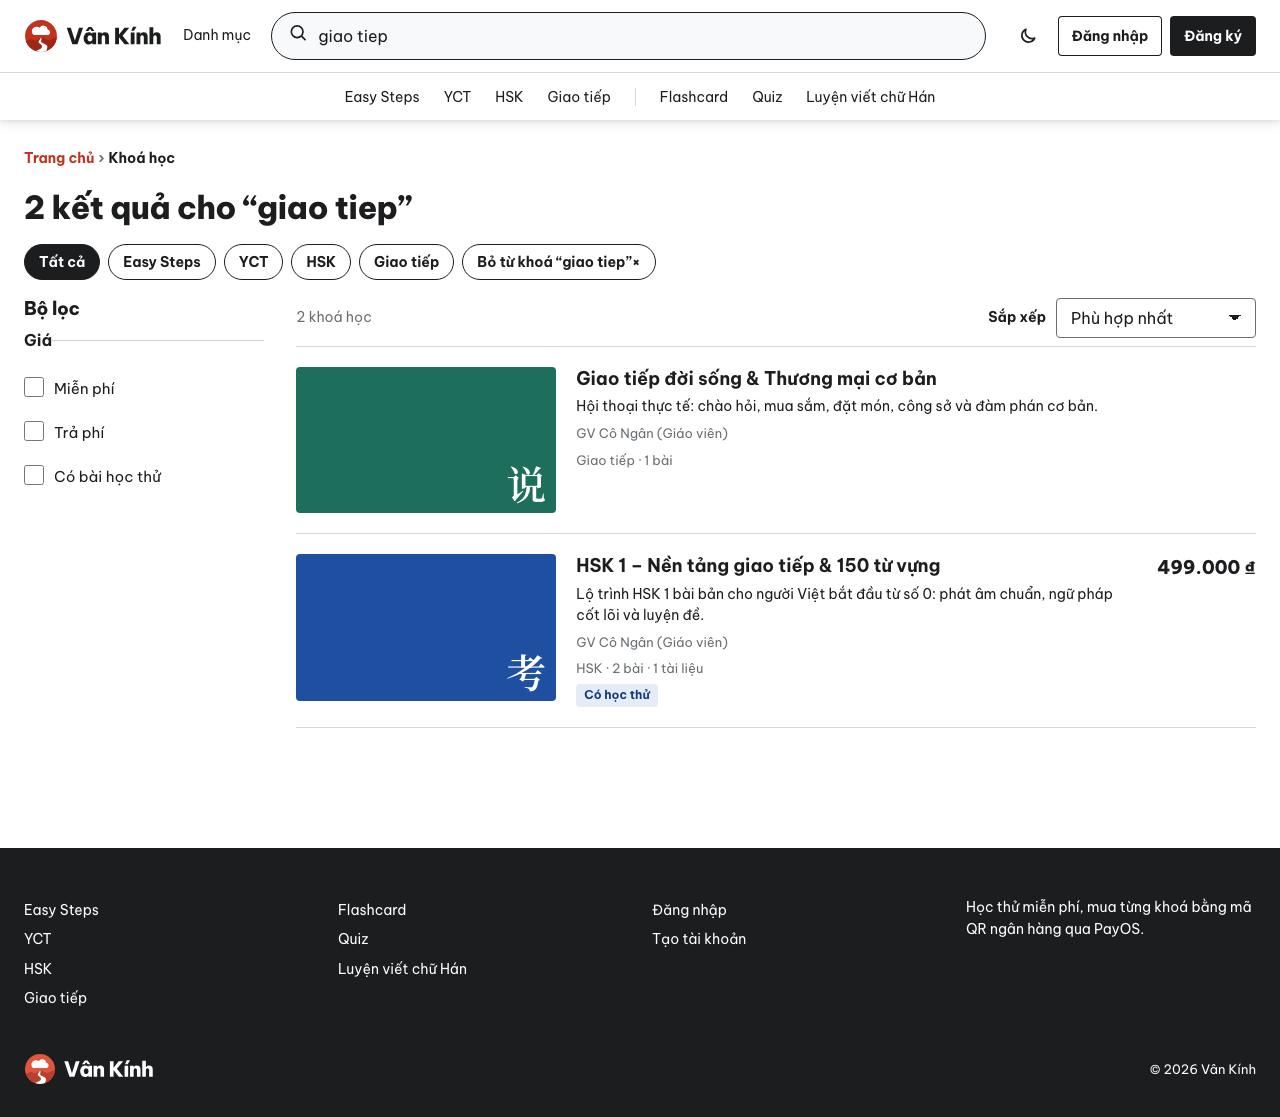 Vân Kính
Danh mục
giao tiep
Đăng nhập
Đăng ký
Easy Steps
YCT
HSK
Giao tiếp
Flashcard
Quiz
Luyện viết chữ Hán
Trang chủ › Khoá học
2 kết quả cho “giao tiep”
Tất cả
Easy Steps
YCT
HSK
Giao tiếp
Bỏ từ khoá “giao tiep”×
Bộ lọc
Giá
Miễn phí
Trả phí
Có bài học thử
2 khoá học
Sắp xếp
Phù hợp nhất
说
Giao tiếp đời sống & Thương mại cơ bản
Hội thoại thực tế: chào hỏi, mua sắm, đặt món, công sở và đàm phán cơ bản.
GV Cô Ngân (Giáo viên)
Giao tiếp · 1 bài
考
HSK 1 – Nền tảng giao tiếp & 150 từ vựng
499.000 ₫
Lộ trình HSK 1 bài bản cho người Việt bắt đầu từ số 0: phát âm chuẩn, ngữ pháp
cốt lõi và luyện đề.
GV Cô Ngân (Giáo viên)
HSK · 2 bài · 1 tài liệu
Có học thử
Easy Steps
YCT
HSK
Giao tiếp
Flashcard
Quiz
Luyện viết chữ Hán
Đăng nhập
Tạo tài khoản
Học thử miễn phí, mua từng khoá bằng mã
QR ngân hàng qua PayOS.
Vân Kính
© 2026 Vân Kính